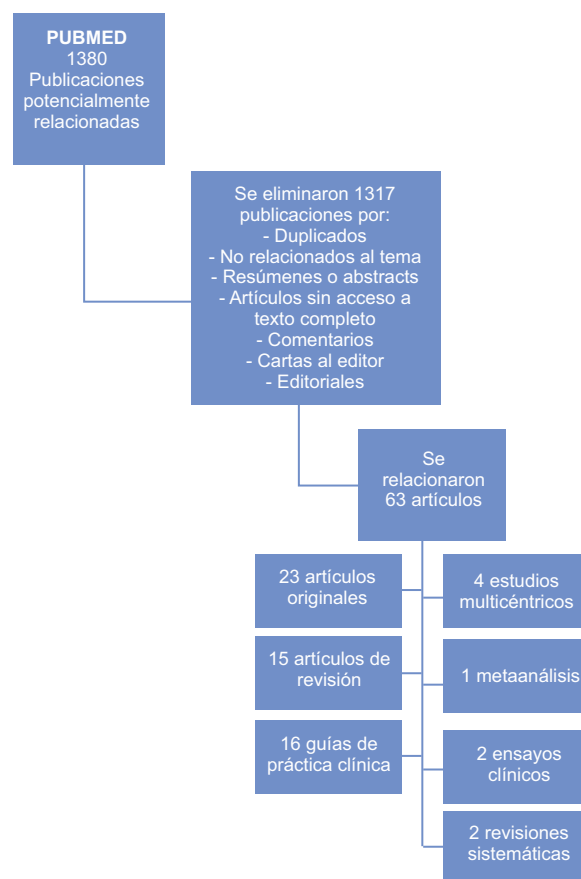 PUBMED
1380
Publicaciones
potencialmente
relacionadas
Se eliminaron 1317
publicaciones por:
- Duplicados
- No relacionados al tema
- Resúmenes o abstracts
- Artículos sin acceso a
texto completo
- Comentarios
- Cartas al editor
- Editoriales
Se
relacionaron
63 artículos
23 artículos
originales
4 estudios
multicéntricos
15 artículos de
revisión
1 metaanálisis
16 guías de
práctica clínica
2 ensayos
clínicos
2 revisiones
sistemáticas